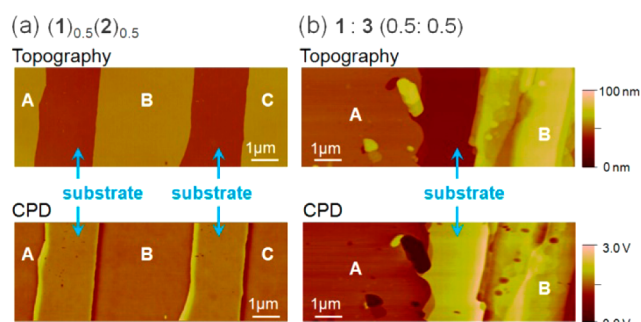 (a) (1)0.5(2)0.5
Topography
A
B
C
1μm
substrate
substrate
CPD
A
B
C
1μm
1μm
(b) 1 : 3 (0.5: 0.5)
Topography
A
B
1μm
substrate
CPD
A
B
1μm
100 nm
0 nm
3.0 V